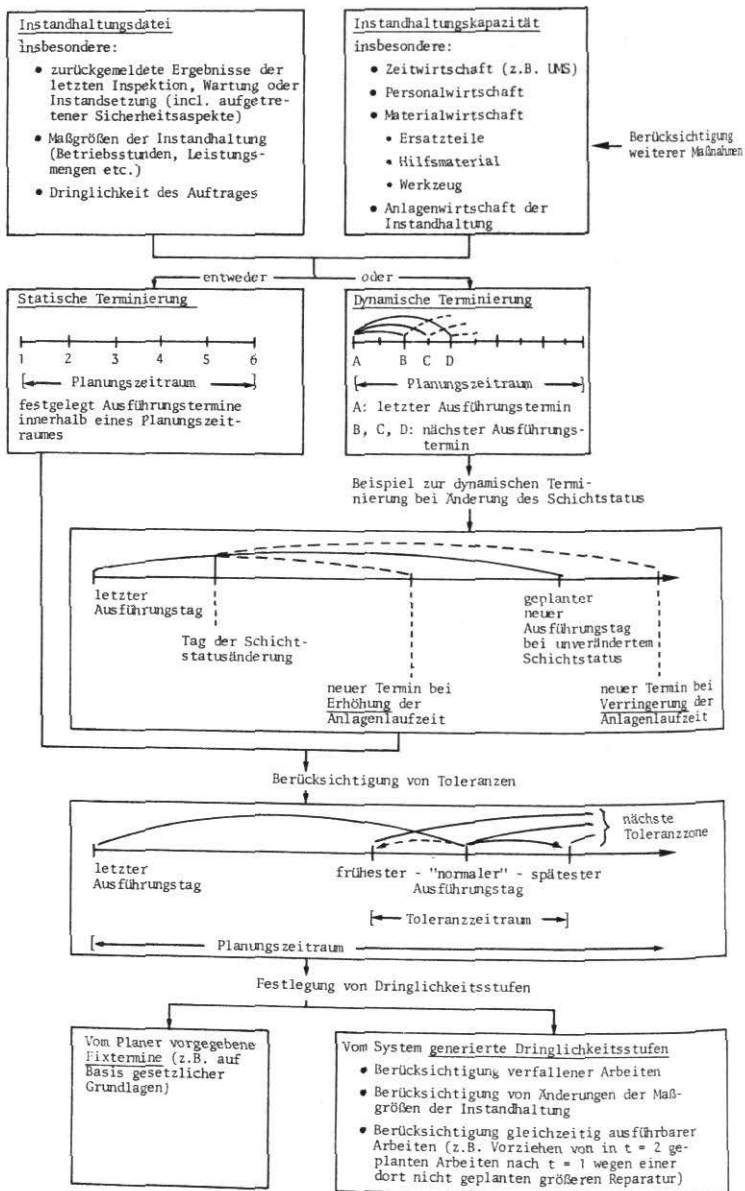 Instandhaltungsdatei
insbesondere:
• zurückgemeldete Ergebnisse der
letzten Inspektion, Wartung oder
Instandsetzung (incl. aufgetre-
tener Sicherheitsaspekte)
• Maßgrößen der Instandhaltung
(Betriebsstunden, Leistungs-
mengen etc.)
• Dringlichkeit des Auftrages
Instandhaltungskapazität
insbesondere:
• Zeitwirtschaft (z.B. UMS)
• Personalwirtschaft
• Materialwirtschaft
• Ersatzteile
• Hilfsmaterial
• Werkzeug
• Anlagenwirtschaft der
Instandhaltung
Berücksichtigung
weiterer Maßnahmen
entweder
oder
Statische Terminierung
1 2 3 4 5 6
Planungszeitraum
festgelegt Ausführungstermine
innerhalb eines Planungszeit-
raumes
Dynamische Terminierung
A B C D
Planungszeitraum
A: letzter Ausführungstermin
B, C, D: nächster Ausführungs-
termin
Beispiel zur dynamischen Termi-
nierung bei Änderung des Schichtstatus
letzter
Ausführungstag
Tag der Schicht-
statusänderung
neuer Termin bei
Erhöhung der
Anlagenlaufzeit
geplanter
neuer
Ausführungstag
bei unverändertem
Schichtstatus
neuer Termin bei
Verringerung der
Anlagenlaufzeit
Berücksichtigung von Toleranzen
nächste
Toleranzzone
letzter
Ausführungstag
frühester - "normaler" - spätester
Ausführungstag
Toleranzzeitraum
Planungszeitraum
Festlegung von Dringlichkeitsstufen
Vom Planer vorgegebene
Fixtermine (z.B. auf
Basis gesetzlicher
Grundlagen)
Vom System generierte Dringlichkeitsstufen
• Berücksichtigung verfallener Arbeiten
• Berücksichtigung von Änderungen der Maß-
größen der Instandhaltung
• Berücksichtigung gleichzeitig ausführbarer
Arbeiten (z.B. Vorziehen von in t = 2 ge-
planten Arbeiten nach t = 1 wegen einer
dort nicht geplanten größeren Reparatur)